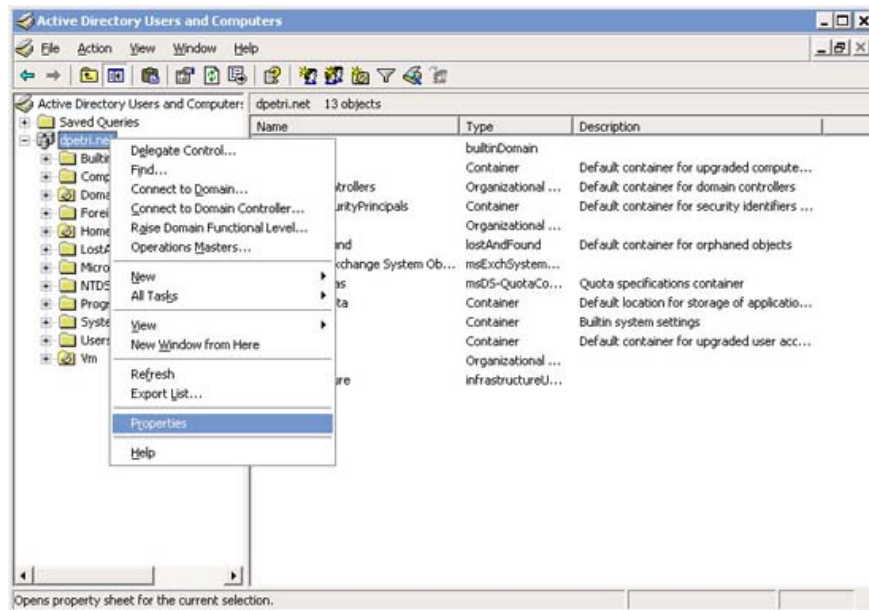 Active Directory Users and Computers
File Action View Window Help
Active Directory Users and Computer:
dpetri.net 13 objects
Saved Queries
Name Type Description
dpetri.net
Delegate Control...
Find...
Connect to Domain...
Connect to Domain Controller...
Raise Domain Functional Level...
Operations Masters...
New
All Tasks
View
New Window from Here
Refresh
Export List...
Properties
Help
Builtin
Comp
Doma
Forei
Home
LostA
Micro
NTDS
Progr
Syste
Users
Vm
builtinDomain
Container Default container for upgraded compute...
ntrollers Organizational ... Default container for domain controllers
urityPrincipals Container Default container for security identifiers ...
Organizational ...
nd lostAndFound Default container for orphaned objects
xchange System Ob... msExchSystem...
as msDS-QuotaCo... Quota specifications container
ta Container Default location for storage of applicatio...
Container Builtin system settings
Container Default container for upgraded user acc...
Organizational ...
ure infrastructureU...
Opens property sheet for the current selection.